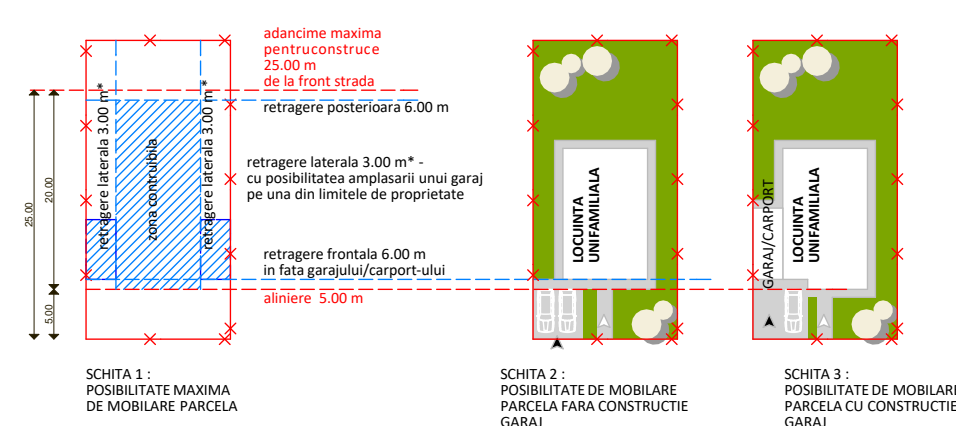 adancime maxima
pentruconstruce
25.00 m
de la front strada
retragere posterioara 6.00 m
retragere laterala 3.00 m* -
cu posibilitatea amplasarii unui garaj
pe una din limitele de proprietate
retragere frontala 6.00 m
in fata garajului/carport-ului
aliniere 5.00 m
25.00
20.00
5.00
retragere laterala 3.00 m*
zona contruibila
retragere laterala 3.00 m*
SCHITA 1 :
POSIBILITATE MAXIMA
DE MOBILARE PARCELA
LOCUINTA
UNIFAMILIALA
SCHITA 2 :
POSIBILITATE DE MOBILARE
PARCELA FARA CONSTRUCTIE
GARAJ
GARAJ/CARPORT
LOCUINTA
UNIFAMILIALA
SCHITA 3 :
POSIBILITATE DE MOBILARE
PARCELA CU CONSTRUCTIE
GARAJ